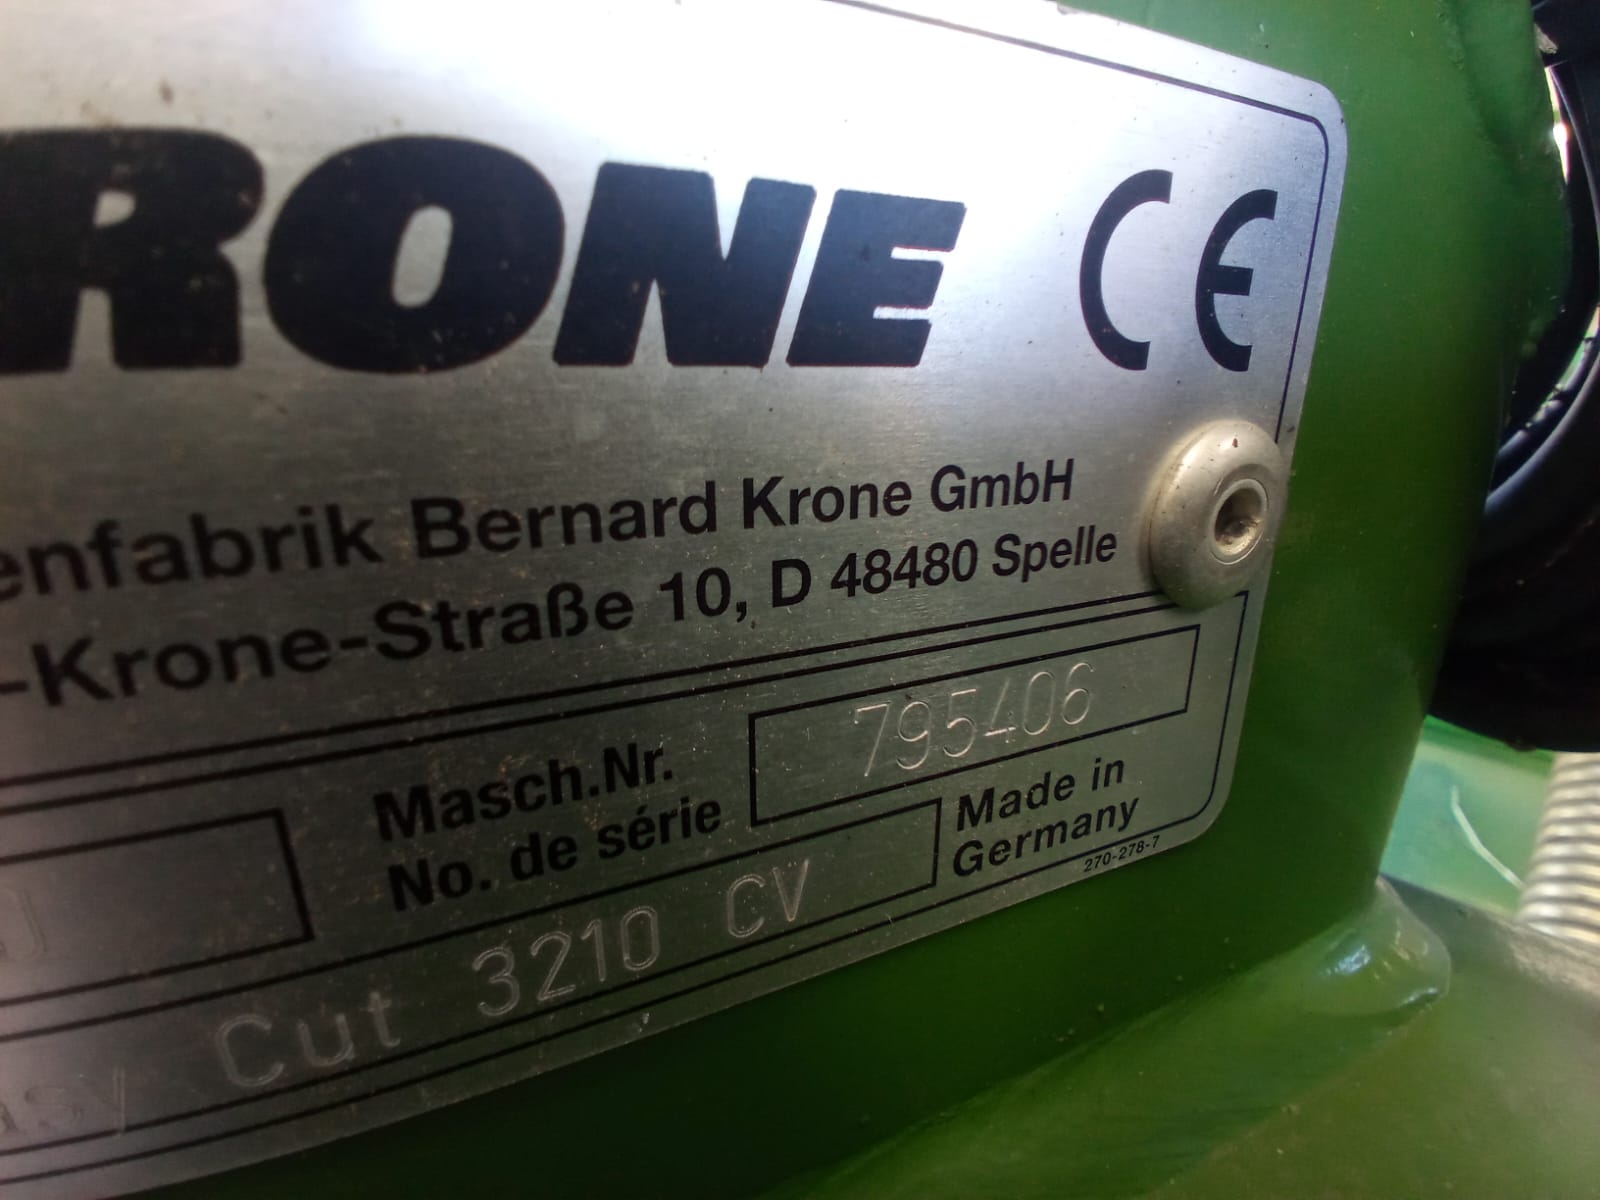 RONE CE
enfabrik Bernard Krone GmbH
-Krone-Straße 10, D 48480 Spelle
Masch.Nr. 795406
No. de série
Made in
Germany
Cut 3210 CV
270-278-7